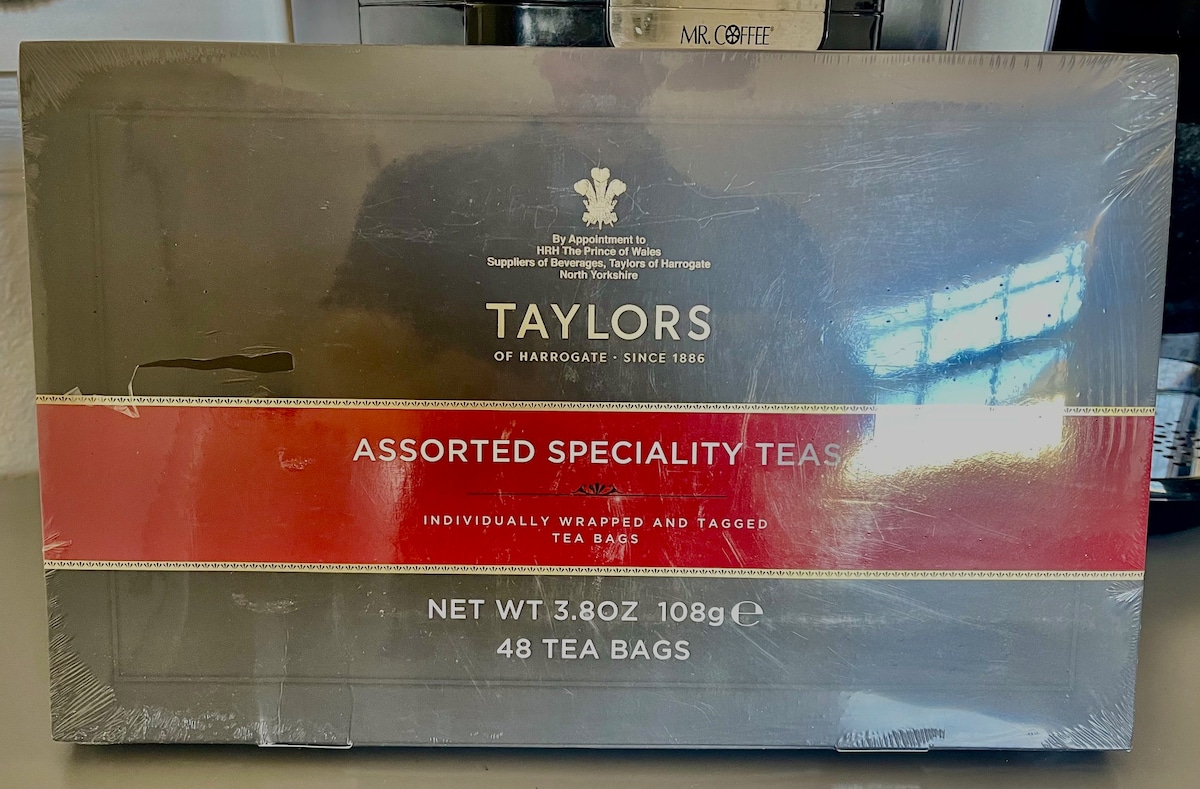 MR. COFFEE®
By Appointment to
HRH The Prince of Wales
Suppliers of Beverages, Taylors of Harrogate
North Yorkshire
TAYLORS
OF HARROGATE · SINCE 1886
ASSORTED SPECIALITY TEAS
INDIVIDUALLY WRAPPED AND TAGGED
TEA BAGS
NET WT 3.8OZ 108g ℮
48 TEA BAGS